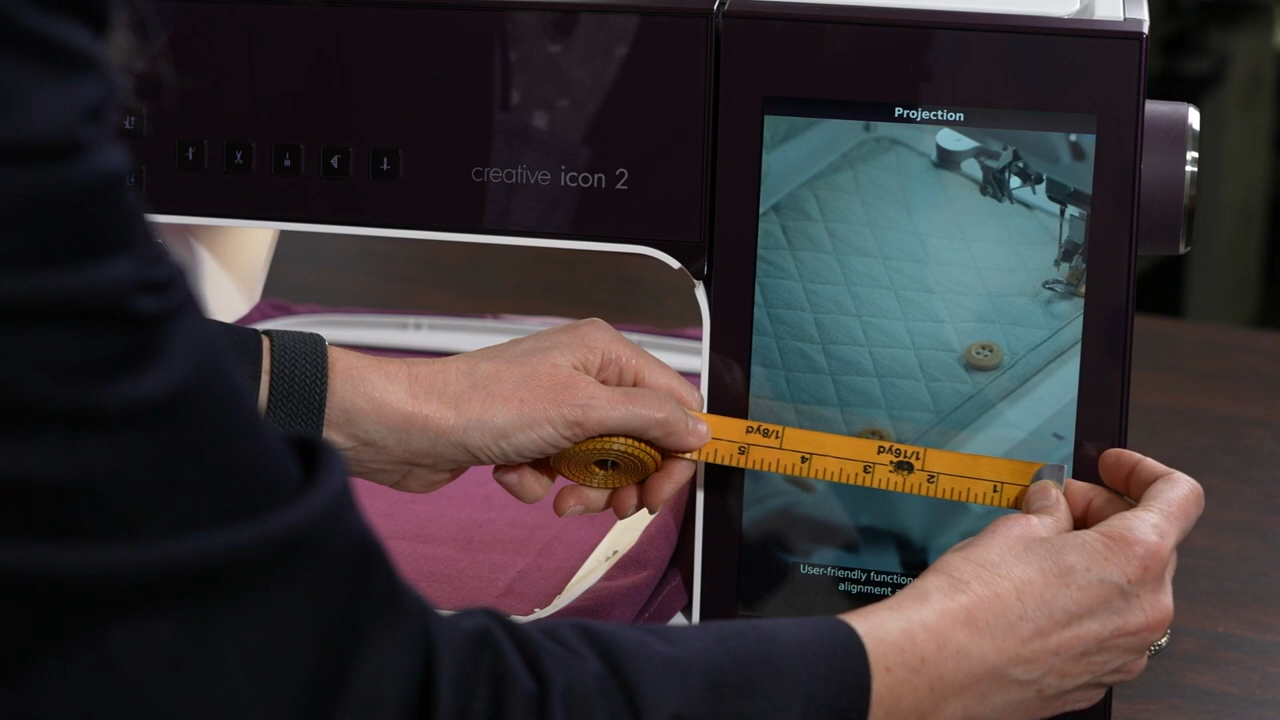 Projection
creative icon 2
1/8yd
1/16yd
5 4 3 2 1
User-friendly function
alignment